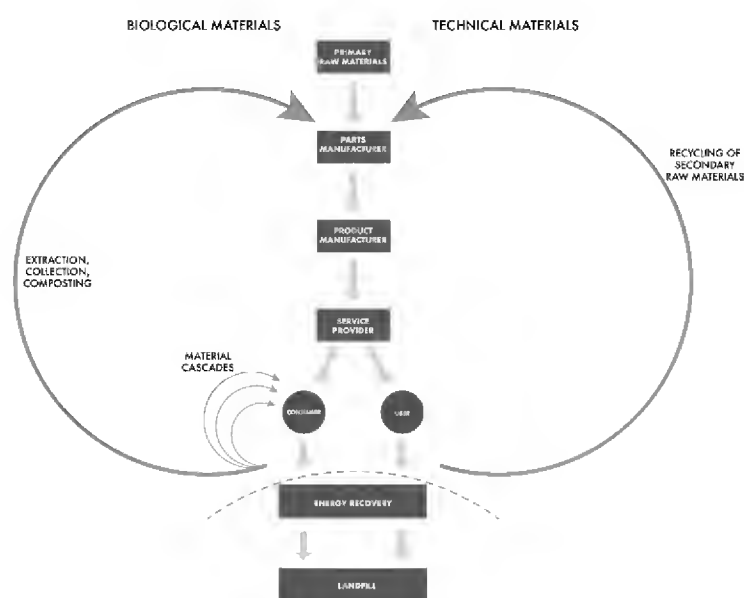 BIOLOGICAL MATERIALS
TECHNICAL MATERIALS
PRIMARY
RAW MATERIALS
PARTS
MANUFACTURER
RECYCLING OF
SECONDARY
RAW MATERIALS
PRODUCT
MANUFACTURER
EXTRACTION,
COLLECTION,
COMPOSTING
SERVICE
PROVIDER
MATERIAL
CASCADES
CONSUMER
USER
ENERGY RECOVERY
LANDFILL